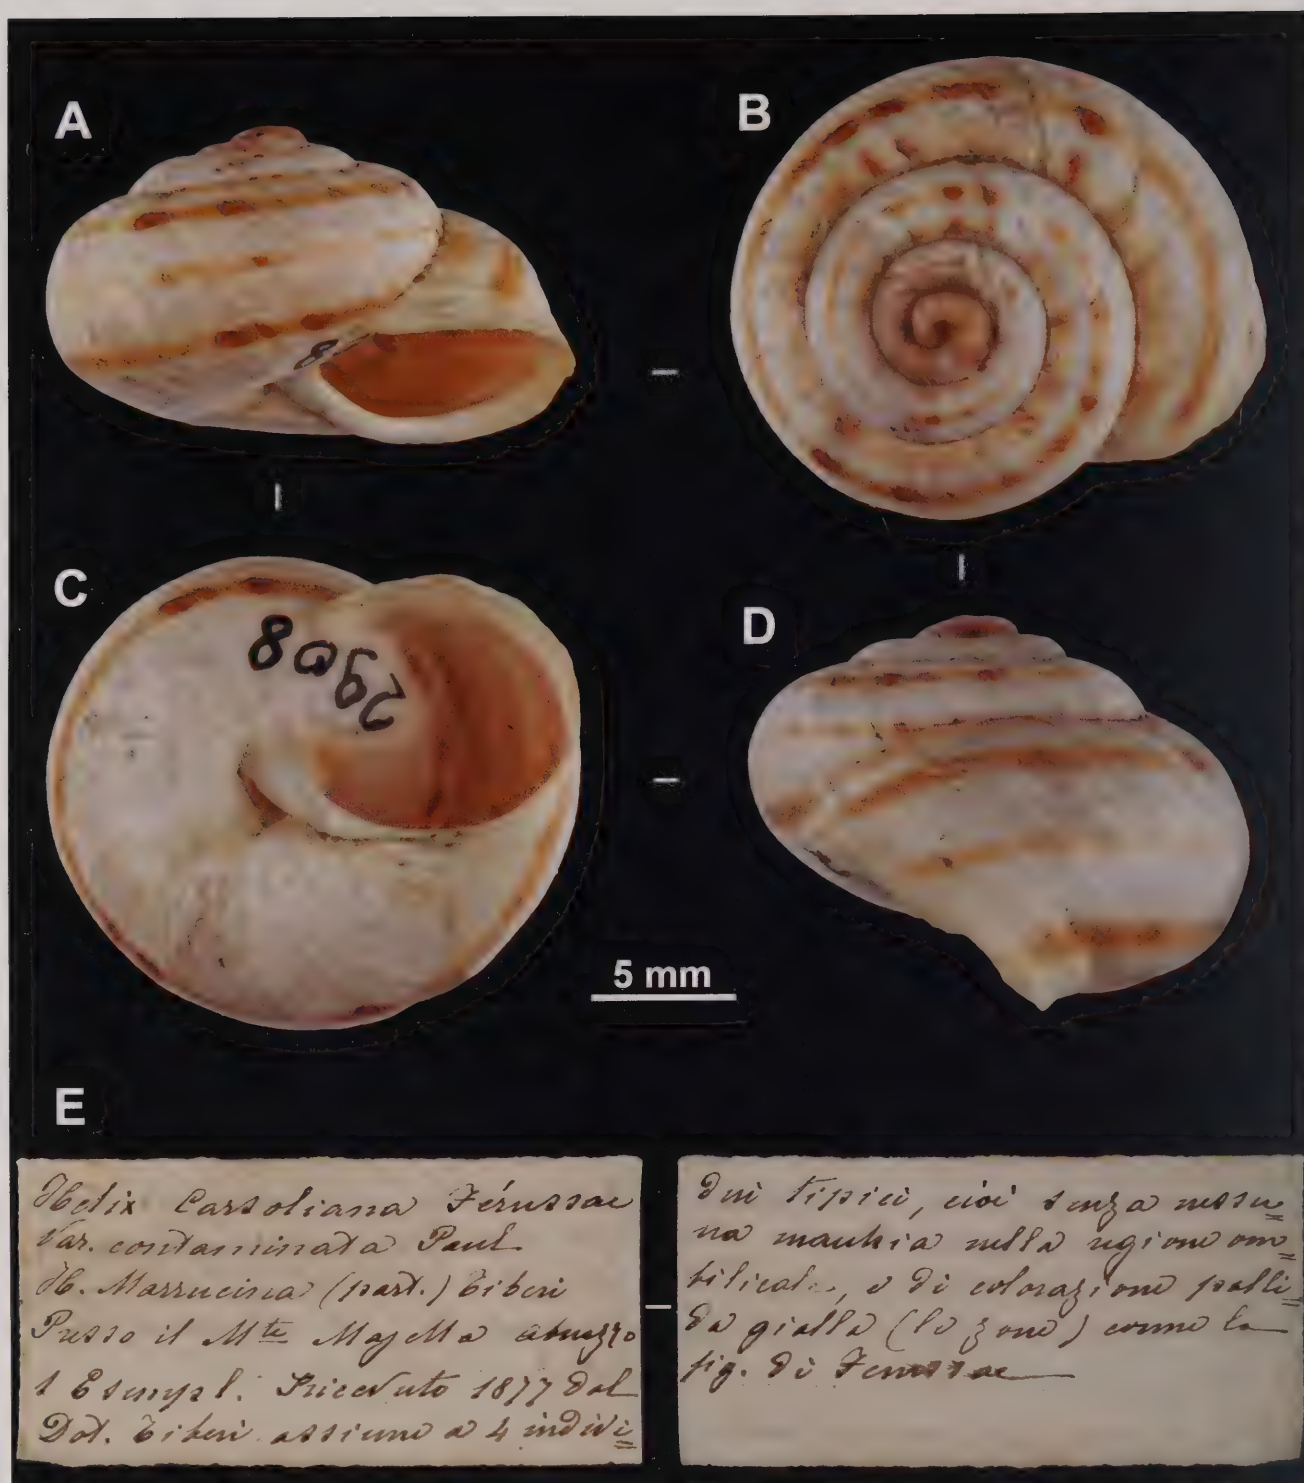 A
B
8
C
2908
D
5 mm
E
Helix Carsoliana Férussac
Var. contaminata Paul.
H. Marrucina (part.) Tiberi
Presso il Mte Majella abruzzo
1 Esempl. Ricevuto 1877 dal
Dot. Tiberi assieme a 4 indivi=
dui tipici, cioè senza nessu=
na macchia nella regione om=
bilicale, e di colorazione palli=
da gialla (le zone) come la
fig. di Ferussac